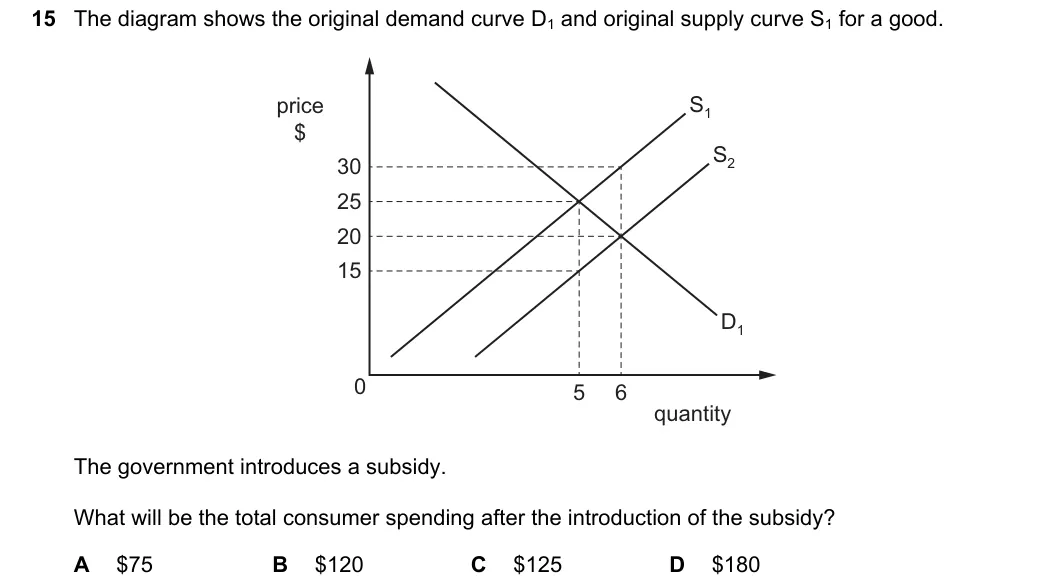 15 The diagram shows the original demand curve D₁ and original supply curve S₁ for a good.
price
$
S₁
S₂
30
25
20
15
D₁
0
5 6
quantity
The government introduces a subsidy.
What will be the total consumer spending after the introduction of the subsidy?
A $75 B $120 C $125 D $180